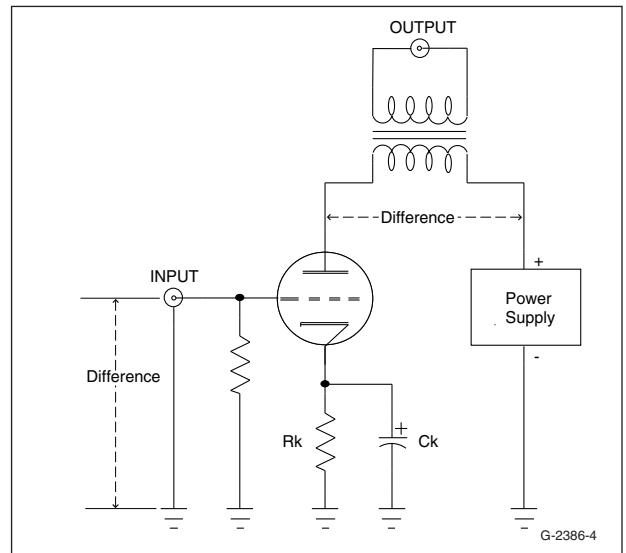 OUTPUT
Difference
INPUT
+
Power
Supply
-
Difference
Rk
+
Ck
G-2386-4